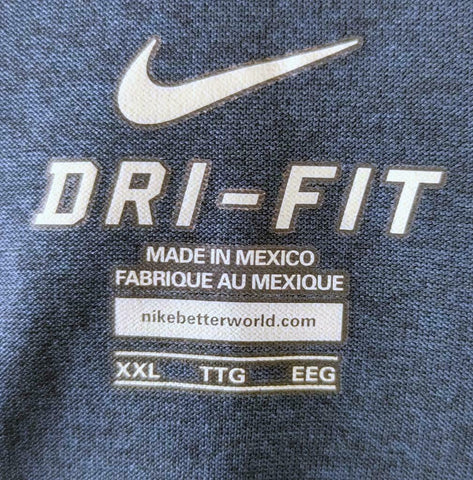 DRI-FIT
MADE IN MEXICO
FABRIQUE AU MEXIQUE
nikebetterworld.com
XXL TTG EEG